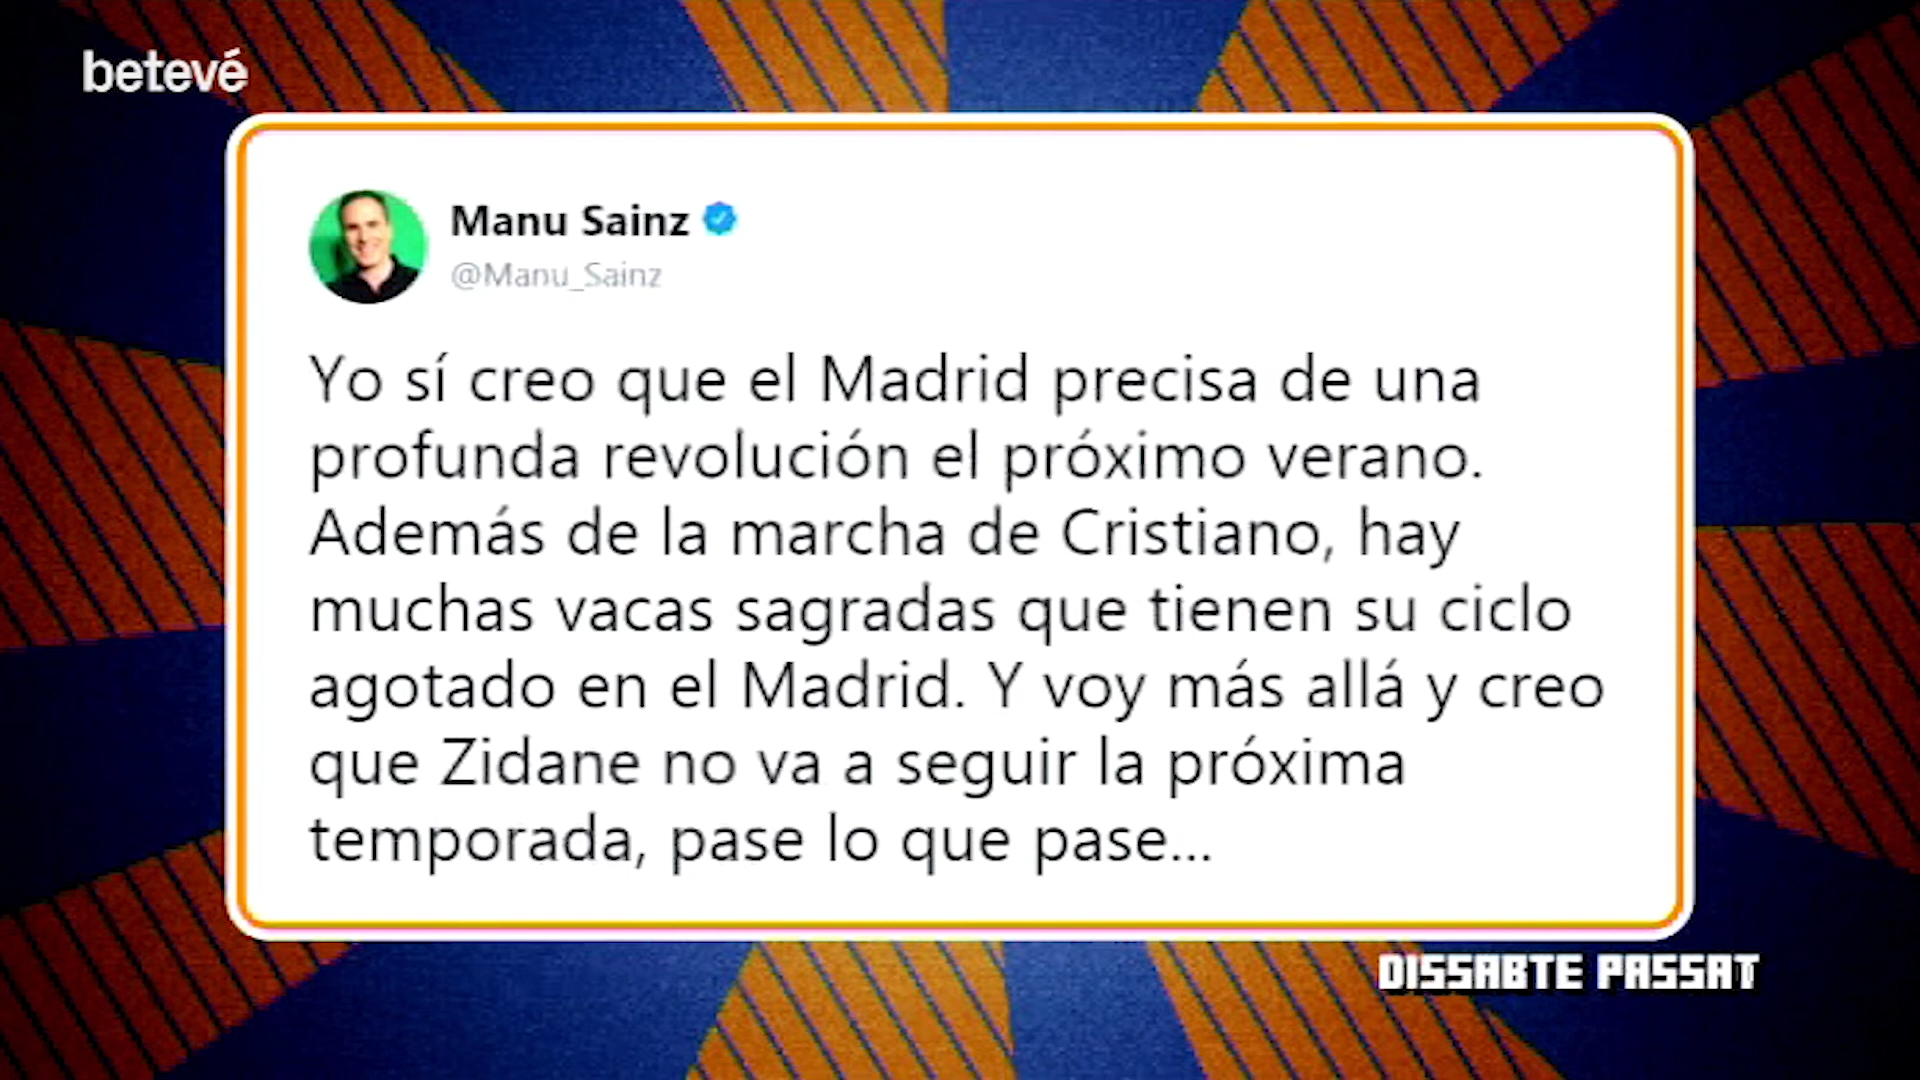 betevé
Manu Sainz
@Manu_Sainz
Yo sí creo que el Madrid precisa de una
profunda revolución el próximo verano.
Además de la marcha de Cristiano, hay
muchas vacas sagradas que tienen su ciclo
agotado en el Madrid. Y voy más allá y creo
que Zidane no va a seguir la próxima
temporada, pase lo que pase...
DISSABTE PASSAT